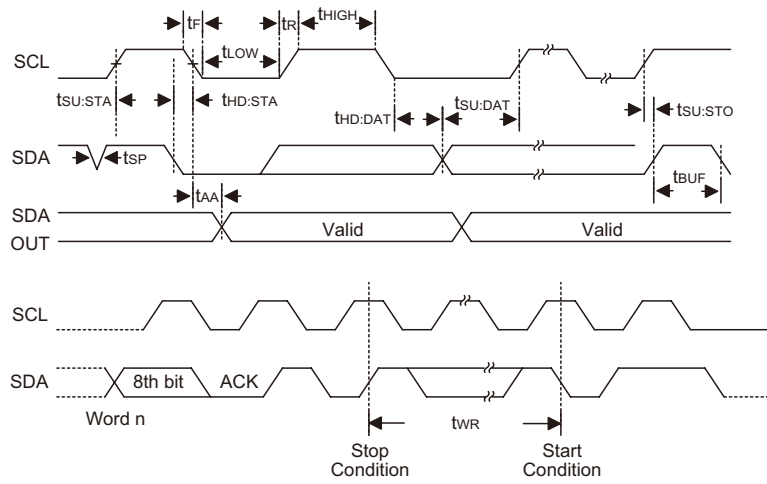 tF
tR
tHIGH
tLOW
SCL
tSU:STA
tHD:STA
tHD:DAT
tSU:DAT
tSU:STO
SDA
tSP
tBUF
tAA
SDA
OUT
Valid
Valid
SCL
SDA
8th bit
ACK
Word n
tWR
Stop
Condition
Start
Condition